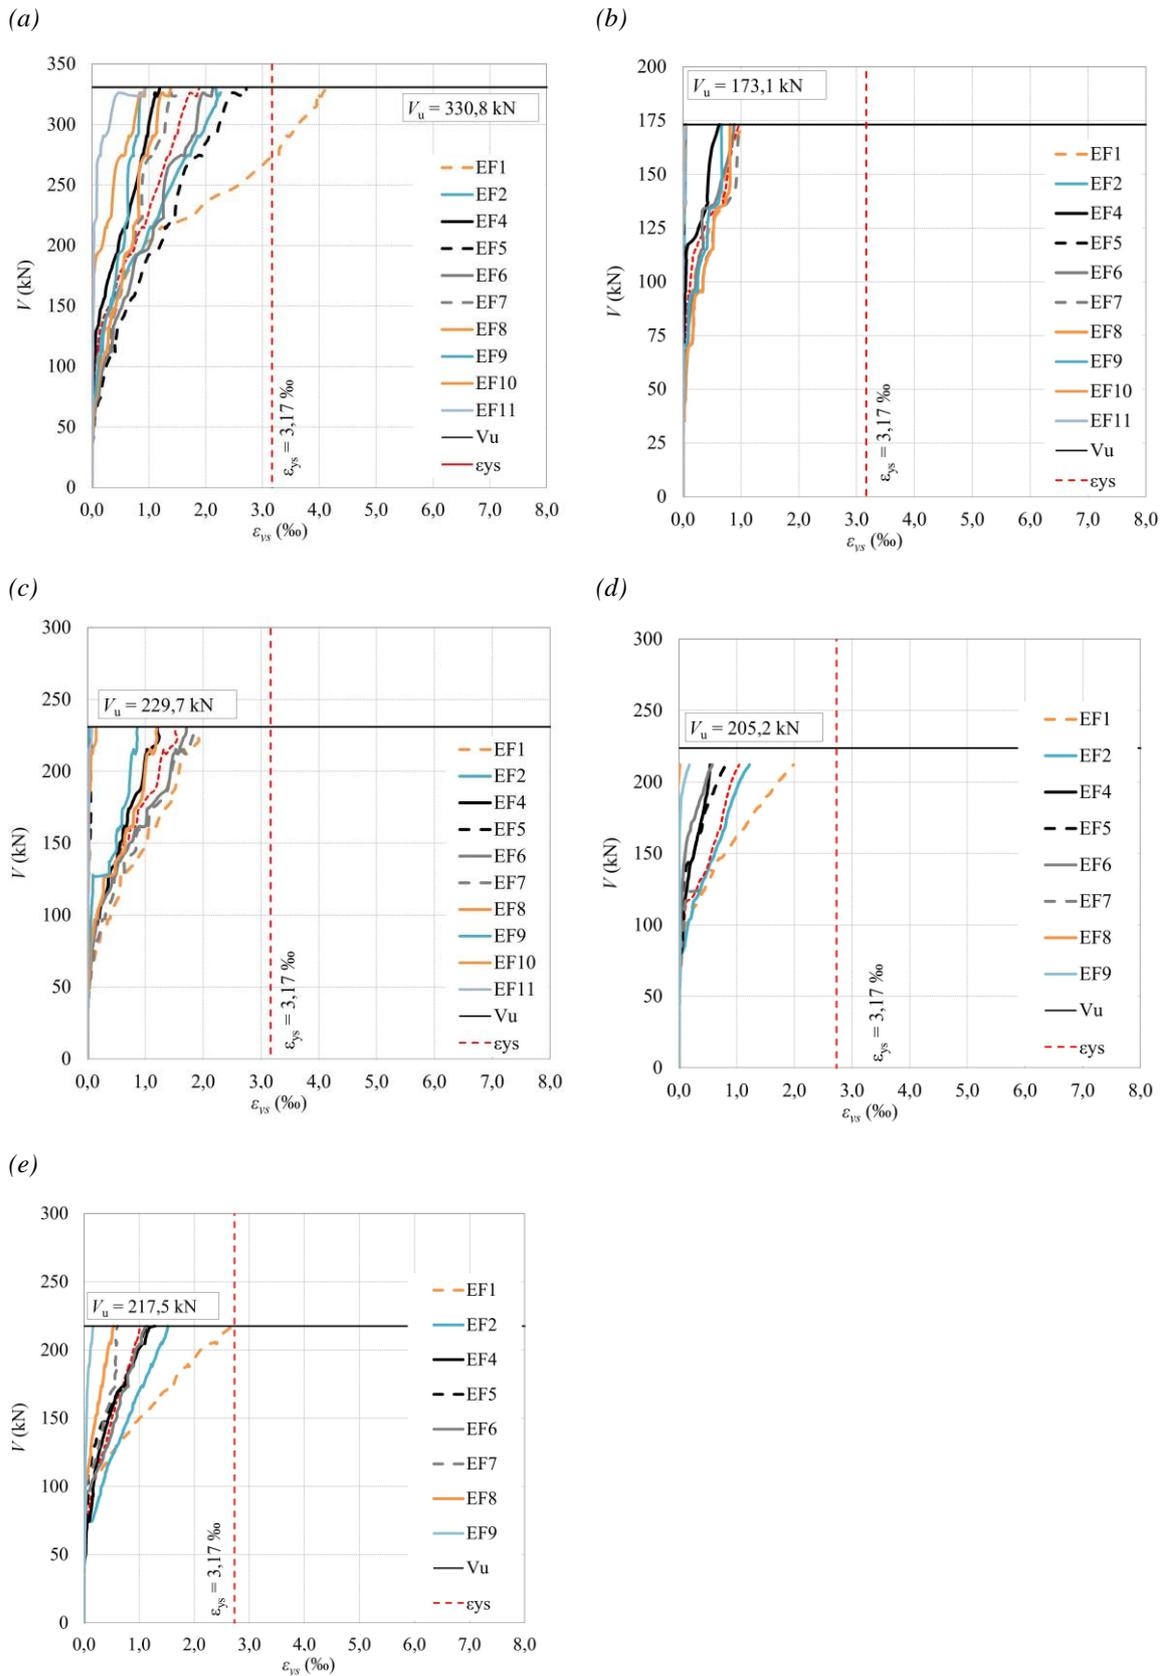 (a)
350
300
250
200
150
100
50
0
V (kN)
Vu = 330,8 kN
EF1
EF2
EF4
EF5
EF6
EF7
EF8
EF9
EF10
EF11
Vu
εys
εys = 3,17 ‰
0,0 1,0 2,0 3,0 4,0 5,0 6,0 7,0 8,0
εys (‰)
(b)
200
175
150
125
100
75
50
25
0
V (kN)
Vu = 173,1 kN
EF1
EF2
EF4
EF5
EF6
EF7
EF8
EF9
EF10
EF11
Vu
εys
εys = 3,17 ‰
0,0 1,0 2,0 3,0 4,0 5,0 6,0 7,0 8,0
εys (‰)
(c)
300
250
200
150
100
50
0
V (kN)
Vu = 229,7 kN
EF1
EF2
EF4
EF5
EF6
EF7
EF8
EF9
EF10
EF11
Vu
εys
εys = 3,17 ‰
0,0 1,0 2,0 3,0 4,0 5,0 6,0 7,0 8,0
εys (‰)
(d)
300
250
200
150
100
50
0
V (kN)
Vu = 205,2 kN
EF1
EF2
EF4
EF5
EF6
EF7
EF8
EF9
Vu
εys
εys = 3,17 ‰
0,0 1,0 2,0 3,0 4,0 5,0 6,0 7,0 8,0
εys (‰)
(e)
300
250
200
150
100
50
0
V (kN)
Vu = 217,5 kN
EF1
EF2
EF4
EF5
EF6
EF7
EF8
EF9
Vu
εys
εys = 3,17 ‰
0,0 1,0 2,0 3,0 4,0 5,0 6,0 7,0 8,0
εys (‰)